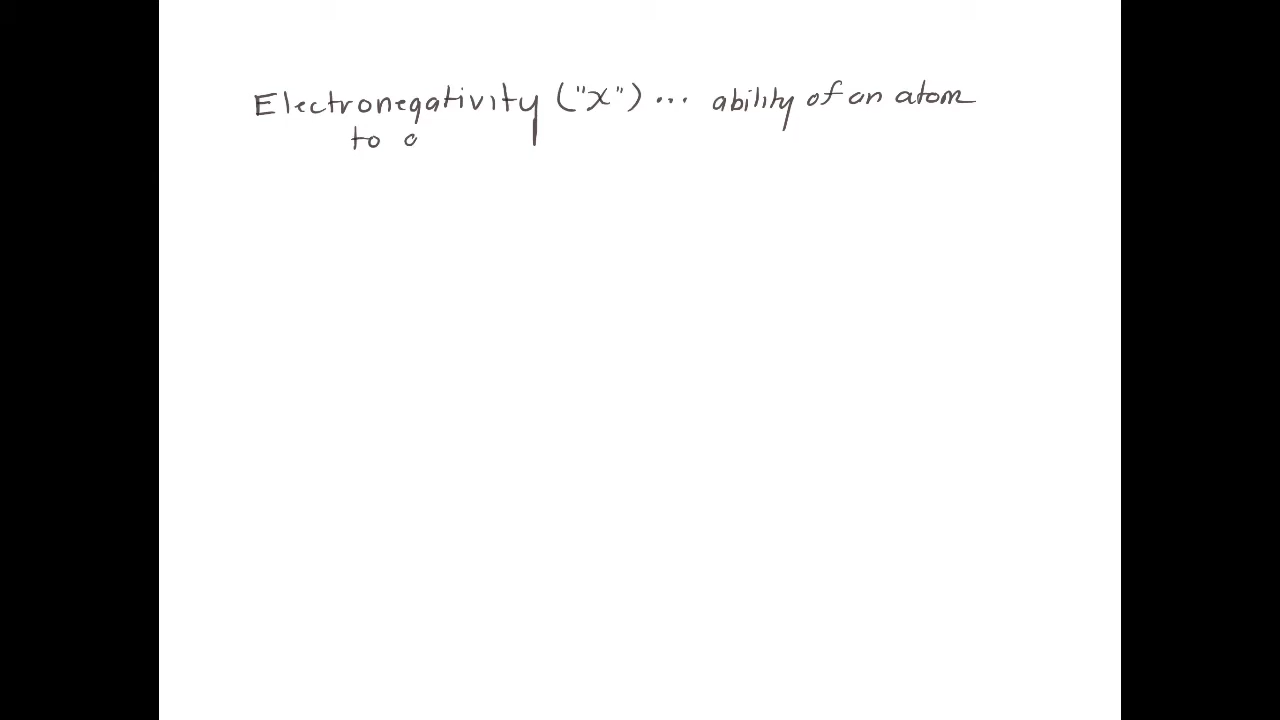 Electronegativity ("χ") ... ability of an atom
to